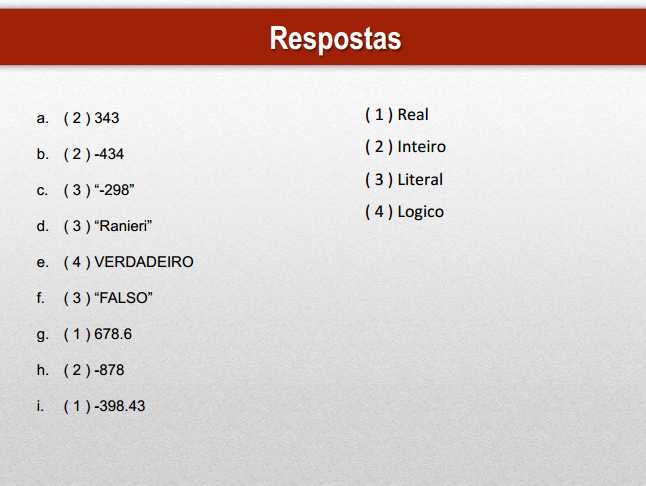 Respostas
a. ( 2 ) 343
b. ( 2 ) -434
c. ( 3 ) “-298”
d. ( 3 ) “Ranieri”
e. ( 4 ) VERDADEIRO
f. ( 3 ) “FALSO”
g. ( 1 ) 678.6
h. ( 2 ) -878
i. ( 1 ) -398.43
( 1 ) Real
( 2 ) Inteiro
( 3 ) Literal
( 4 ) Logico